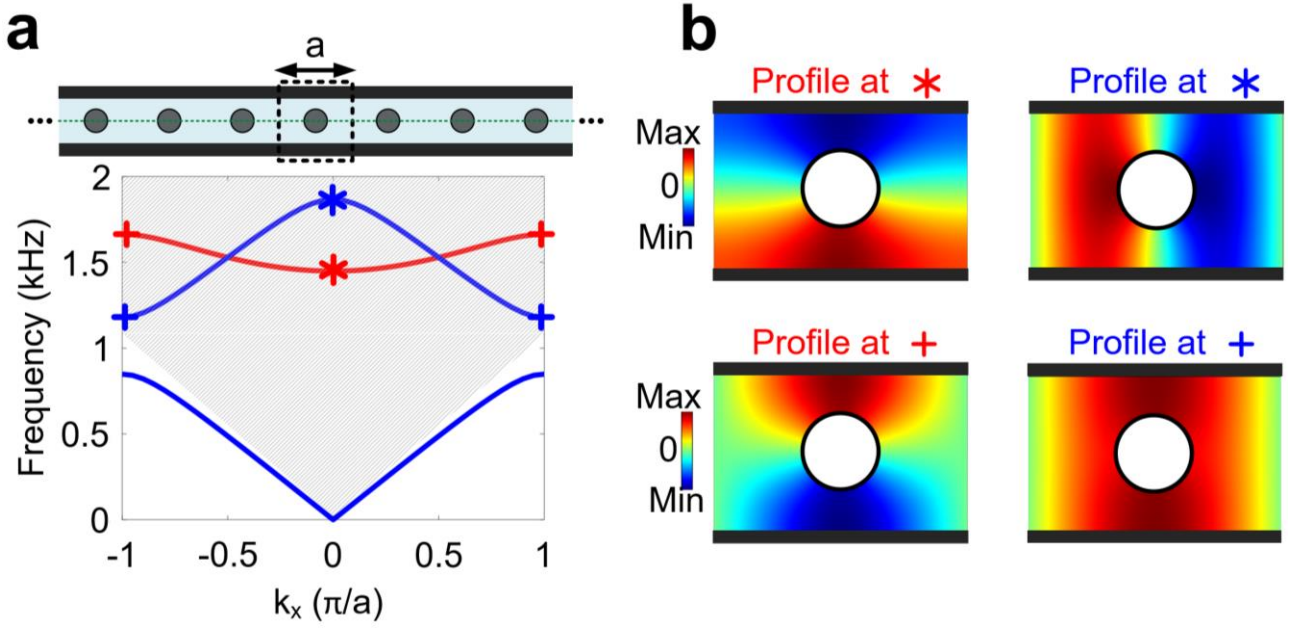 a
a
...
...
2
1.5
1
0.5
0
Frequency (kHz)
-1
-0.5
0
0.5
1
kₓ (π/a)
b
Profile at *
Profile at *
Max
0
Min
Profile at +
Profile at +
Max
0
Min